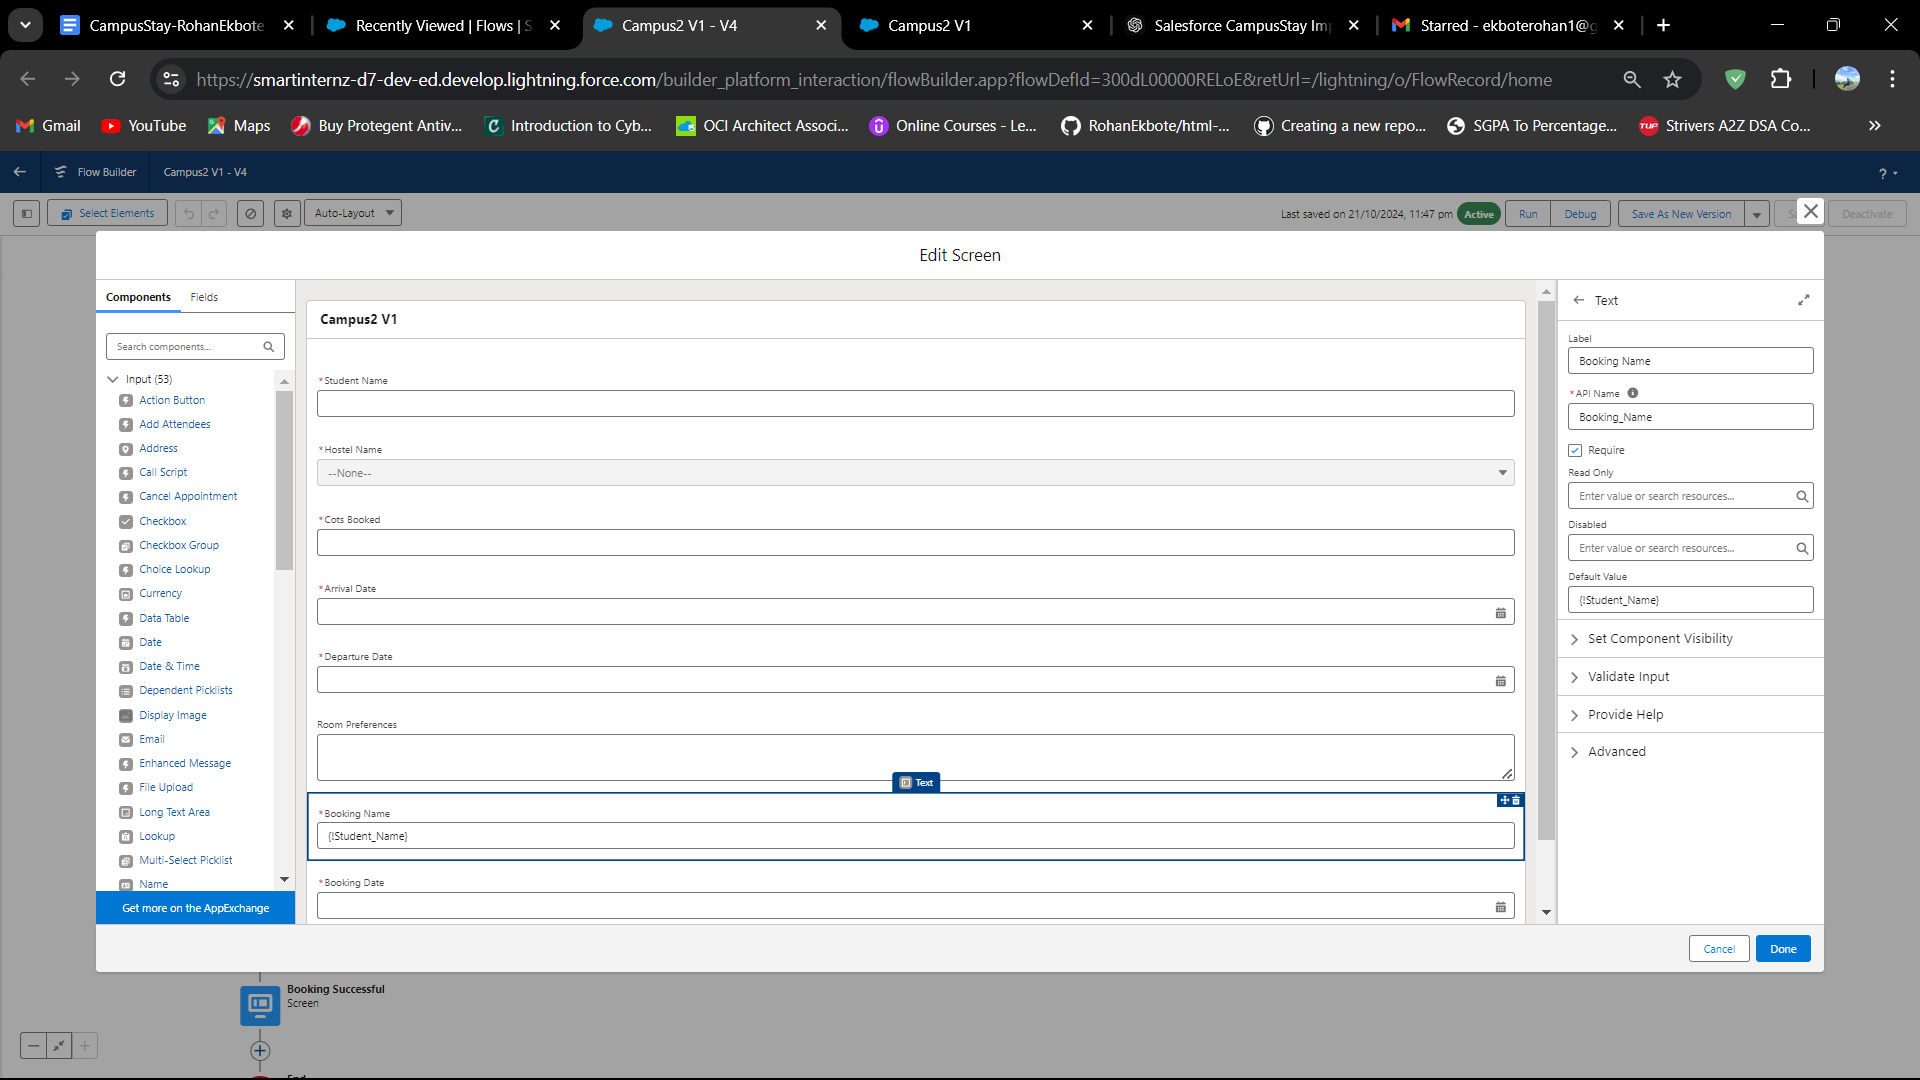 CampusStay-RohanEkbote
Recently Viewed | Flows | S
Campus2 V1 - V4
Campus2 V1
Salesforce CampusStay Im
Starred - ekboterohan1@g
https://smartinternz-d7-dev-ed.develop.lightning.force.com/builder_platform_interaction/flowBuilder.app?flowDefId=300dL00000RELoE&retUrl=/lightning/o/FlowRecord/home
Gmail
YouTube
Maps
Buy Protegent Antiv...
Introduction to Cyb...
OCI Architect Associ...
Online Courses - Le...
RohanEkbote/html-...
Creating a new repo...
SGPA To Percentage...
TUF
Strivers A2Z DSA Co...
Flow Builder
Campus2 V1 - V4
?
Select Elements
Auto-Layout
Last saved on 21/10/2024, 11:47 pm
Active
Run
Debug
Save As New Version
Deactivate
Edit Screen
Components
Fields
Search components...
Input (53)
Action Button
Add Attendees
Address
Call Script
Cancel Appointment
Checkbox
Checkbox Group
Choice Lookup
Currency
Data Table
Date
Date & Time
Dependent Picklists
Display Image
Email
Enhanced Message
File Upload
Long Text Area
Lookup
Multi-Select Picklist
Name
Get more on the AppExchange
Campus2 V1
*Student Name
*Hostel Name
--None--
*Cots Booked
*Arrival Date
*Departure Date
Room Preferences
Text
*Booking Name
{!Student_Name}
*Booking Date
Text
Label
Booking Name
*API Name
Booking_Name
Require
Read Only
Enter value or search resources...
Disabled
Enter value or search resources...
Default Value
{!Student_Name}
Set Component Visibility
Validate Input
Provide Help
Advanced
Cancel
Done
Booking Successful
Screen